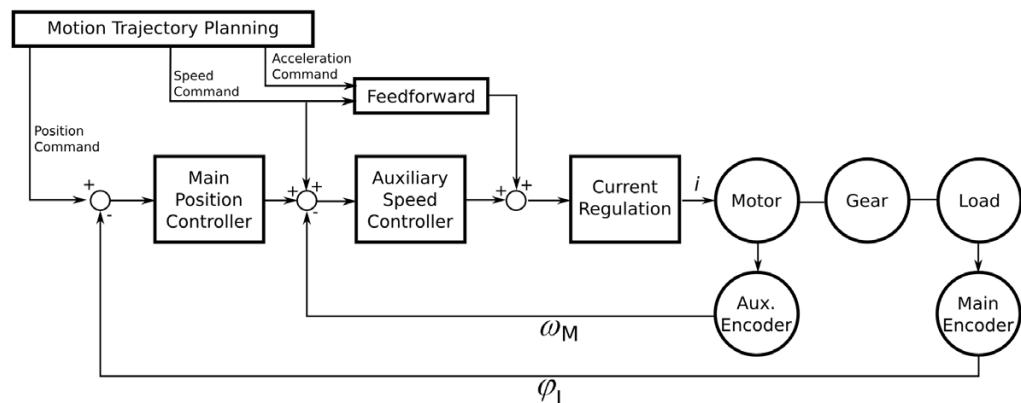 Motion Trajectory Planning
Acceleration
Command
Speed
Command
Feedforward
Position
Command
+
-
Main
Position
Controller
+
+
-
Auxiliary
Speed
Controller
+
+
Current
Regulation
i
Motor
Gear
Load
Aux.
Encoder
Main
Encoder
ω_M
φ_L